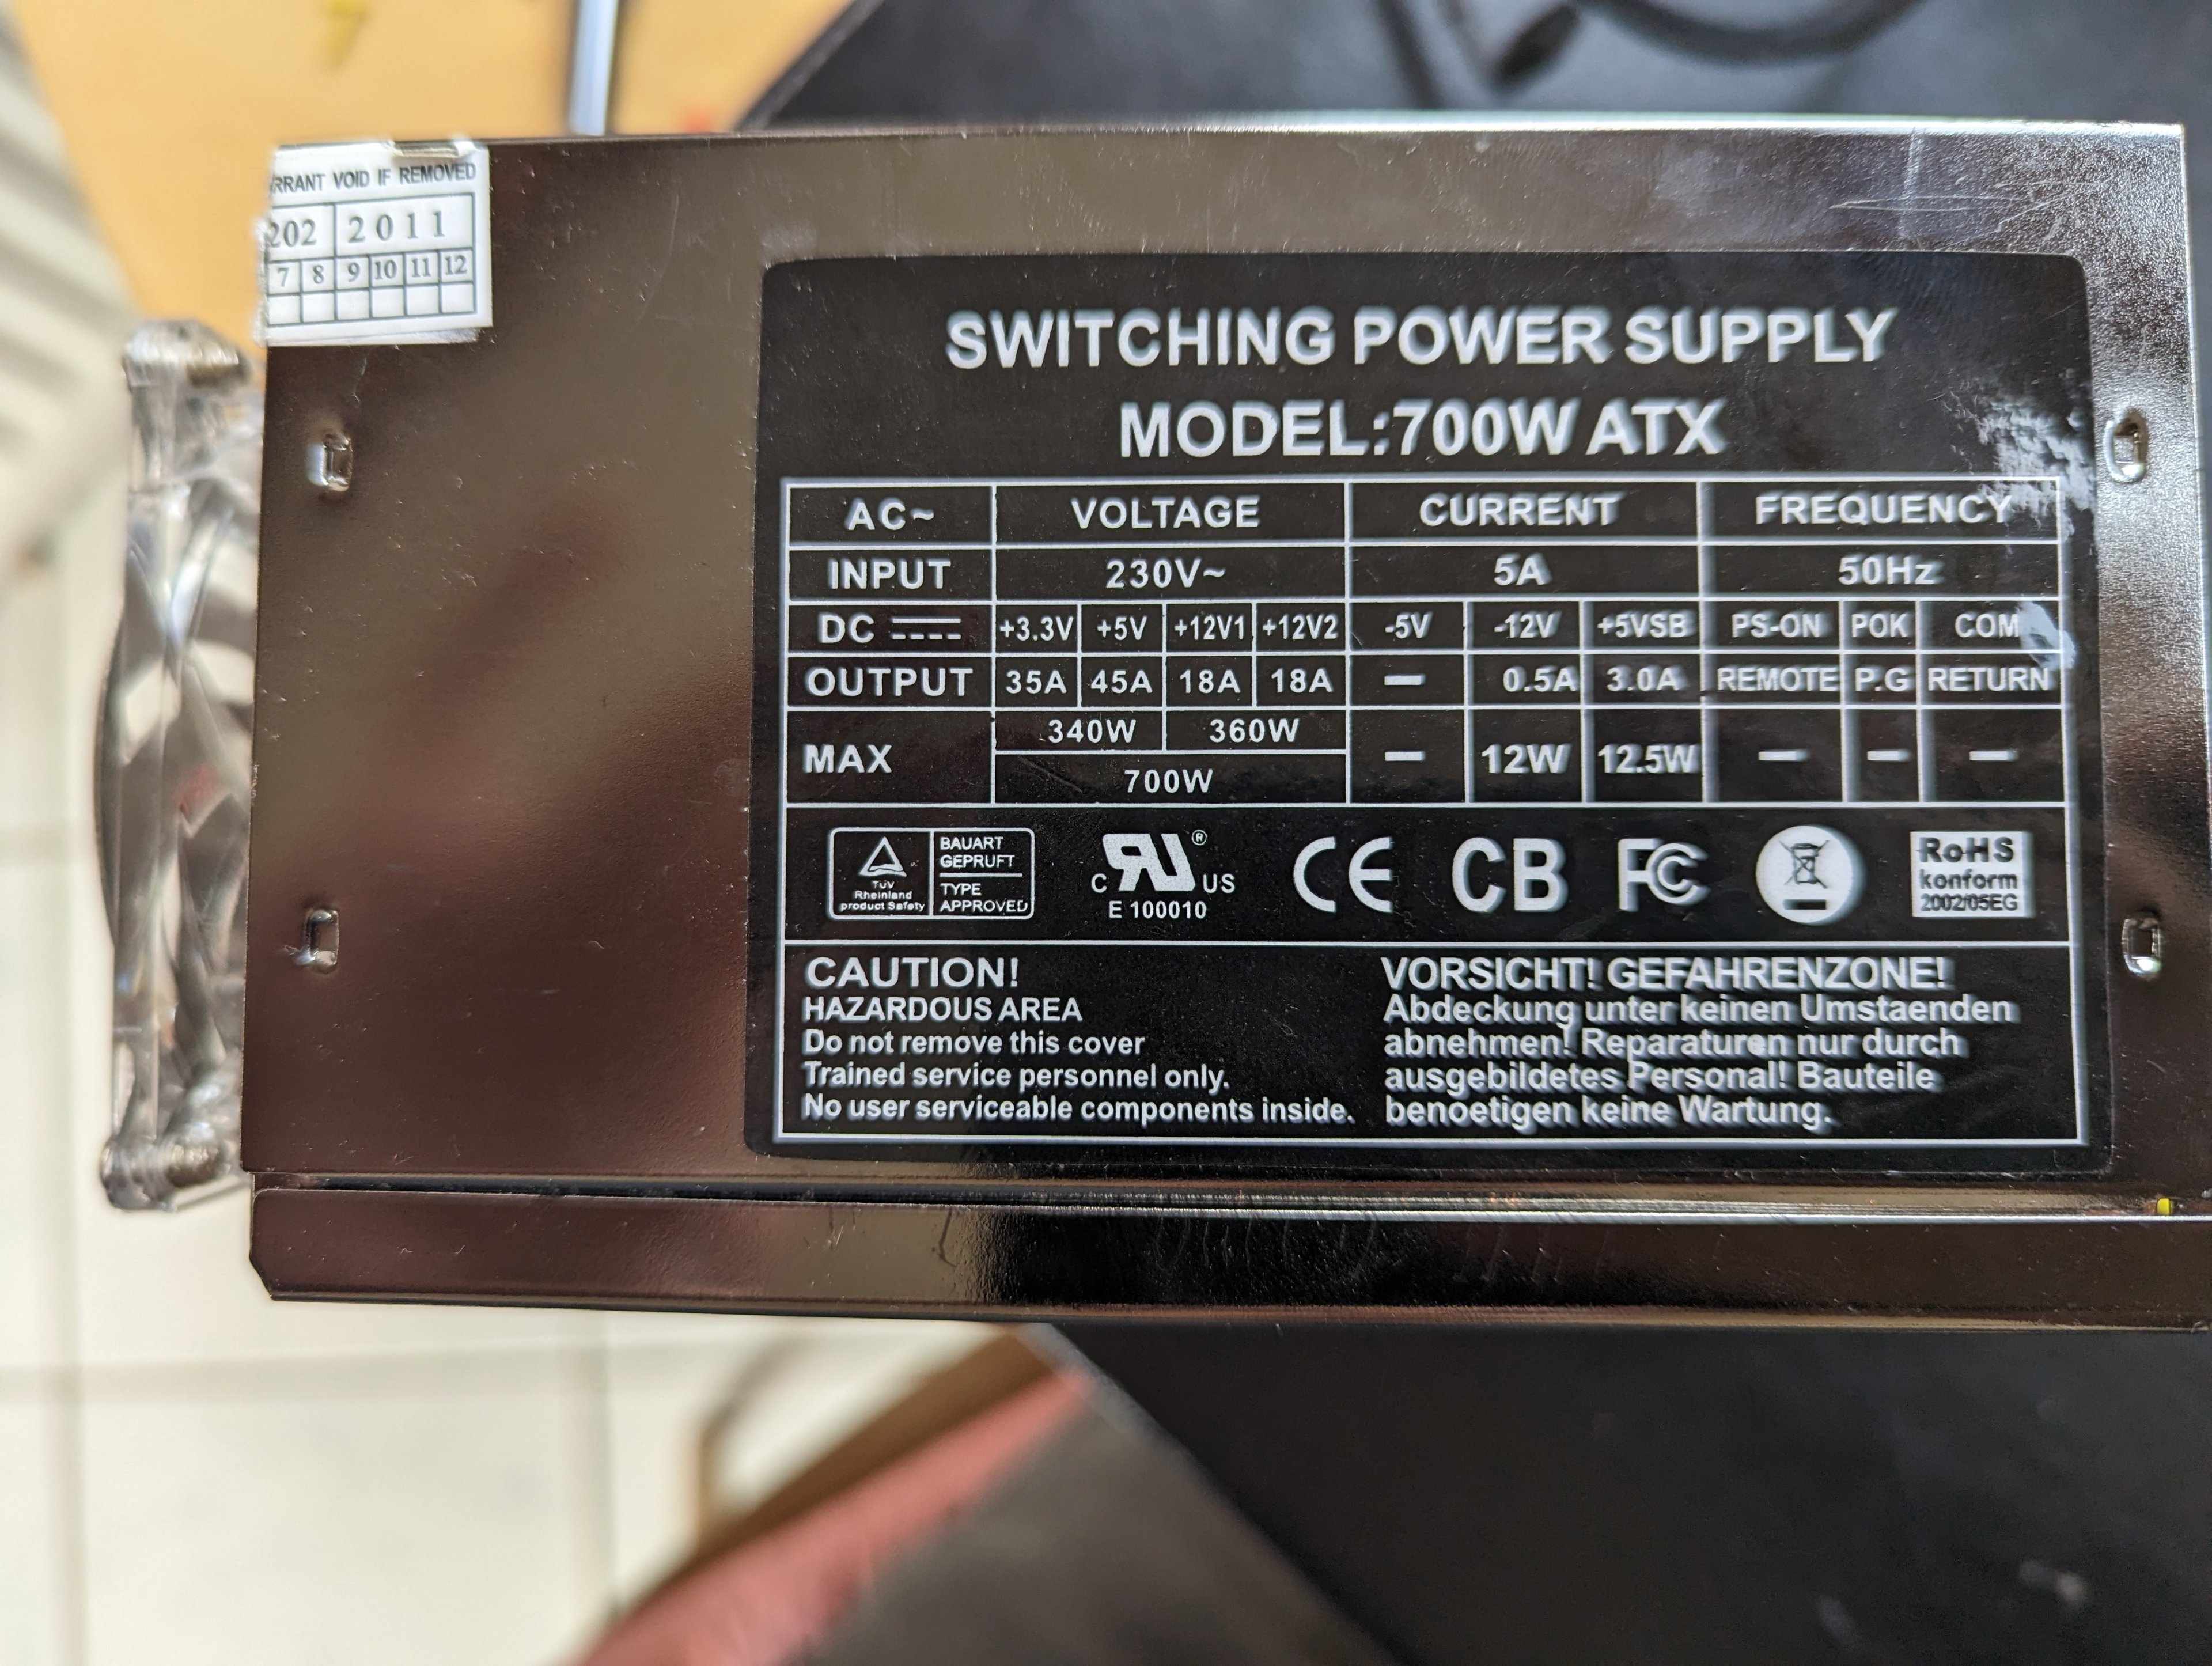 VOID IF REMOVED
202 2011
7 8 9 10 11 12
SWITCHING POWER SUPPLY
MODEL:700W ATX
AC~ VOLTAGE CURRENT FREQUENCY
INPUT 230V~ 5A 50Hz
DC +3.3V +5V +12V1 +12V2 -5V -12V +5VSB PS-ON POK COM
OUTPUT 35A 45A 18A 18A — 0.5A 3.0A REMOTE P.G RETURN
MAX 340W 360W — 12W 12.5W — — —
700W
TÜV
Rheinland
product Safety
BAUART
GEPRUFT
TYPE
APPROVED
C RU ® US
E 100010
CE
CB
FC
RoHS
konform
2002/05EG
CAUTION!
HAZARDOUS AREA
Do not remove this cover
Trained service personnel only.
No user serviceable components inside.
VORSICHT! GEFAHRENZONE!
Abdeckung unter keinen Umstaenden
abnehmen! Reparaturen nur durch
ausgebildetes Personal! Bauteile
benoetigen keine Wartung.